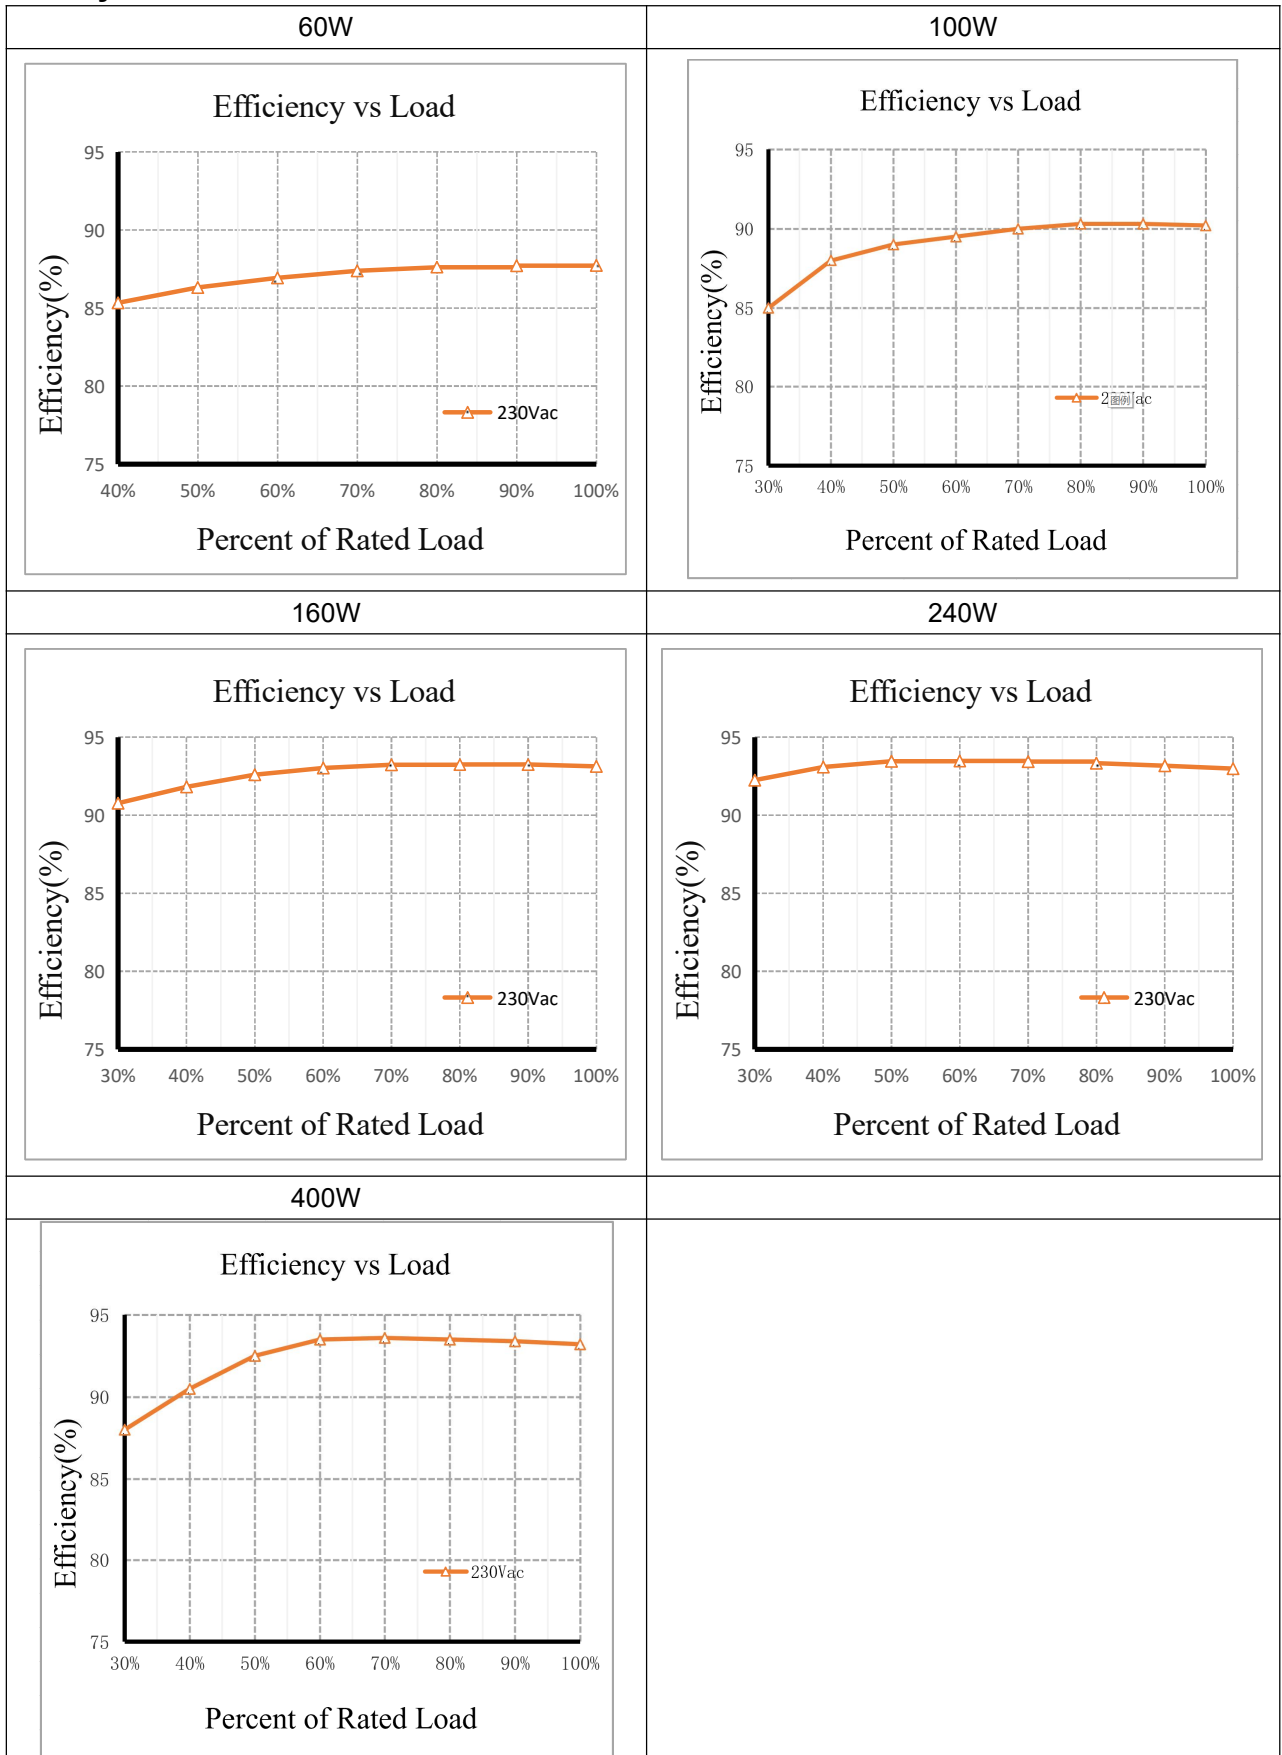 60W
100W
Efficiency vs Load
95
90
85
80
75
Efficiency(%)
230Vac
40% 50% 60% 70% 80% 90% 100%
Percent of Rated Load
Efficiency vs Load
95
90
85
80
75
Efficiency(%)
图例
30% 40% 50% 60% 70% 80% 90% 100%
Percent of Rated Load
160W
240W
Efficiency vs Load
95
90
85
80
75
Efficiency(%)
230Vac
30% 40% 50% 60% 70% 80% 90% 100%
Percent of Rated Load
Efficiency vs Load
95
90
85
80
75
Efficiency(%)
230Vac
30% 40% 50% 60% 70% 80% 90% 100%
Percent of Rated Load
400W
Efficiency vs Load
95
90
85
80
75
Efficiency(%)
230Vac
30% 40% 50% 60% 70% 80% 90% 100%
Percent of Rated Load